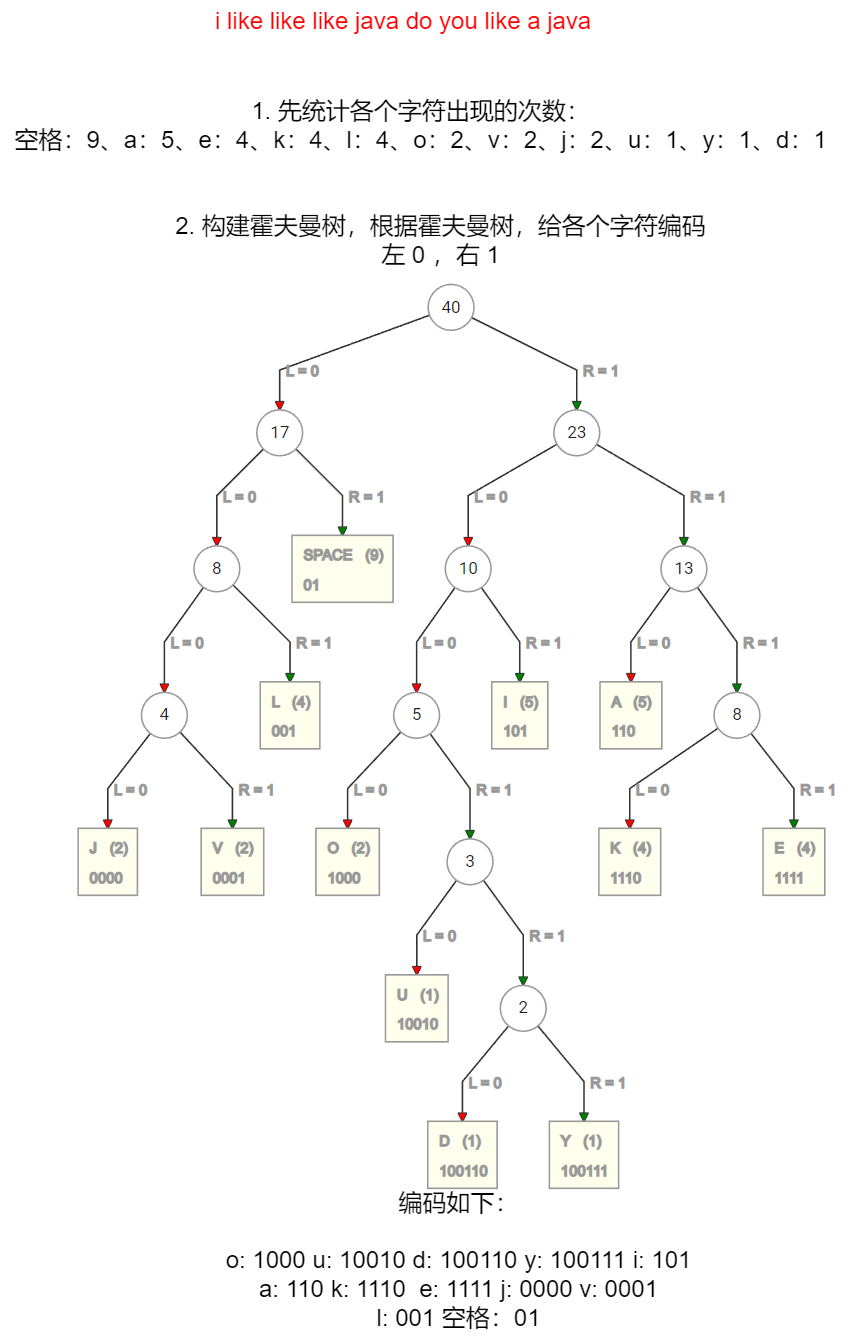 i like like like java do you like a java
1. 先统计各个字符出现的次数：
空格：9、a：5、e：4、k：4、l：4、o：2、v：2、j：2、u：1、y：1、d：1
2. 构建霍夫曼树，根据霍夫曼树，给各个字符编码
左 0 ，右 1
40
L = 0 R = 1
17 23
L = 0 R = 1 L = 0 R = 1
SPACE (9)
01
8 10 13
L = 0 R = 1 L = 0 R = 1 L = 0 R = 1
L (4) I (5) A (5)
4 5 8
001 101 110
L = 0 R = 1 L = 0 R = 1 L = 0 R = 1
J (2) V (2) O (2) 3 K (4) E (4)
0000 0001 1000 1110 1111
L = 0 R = 1
U (1) 2
10010
L = 0 R = 1
D (1) Y (1)
100110 100111
编码如下：
o: 1000 u: 10010 d: 100110 y: 100111 i: 101
a: 110 k: 1110 e: 1111 j: 0000 v: 0001
l: 001 空格：01